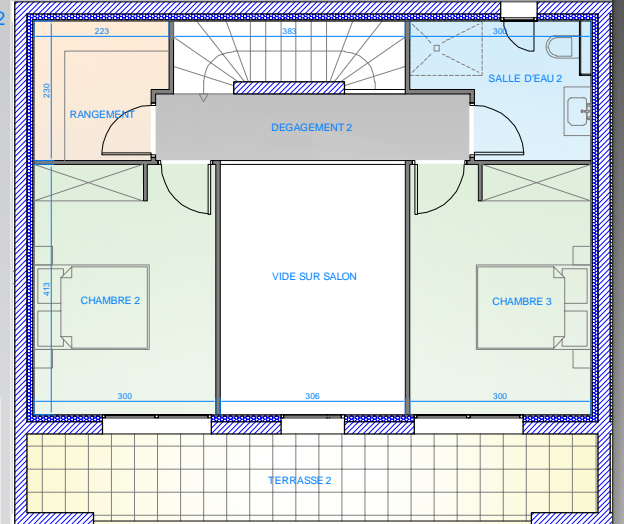 2
223
383
300
SALLE D'EAU 2
230
RANGEMENT
DEGAGEMENT 2
VIDE SUR SALON
413
CHAMBRE 2
CHAMBRE 3
300
306
300
TERRASSE 2